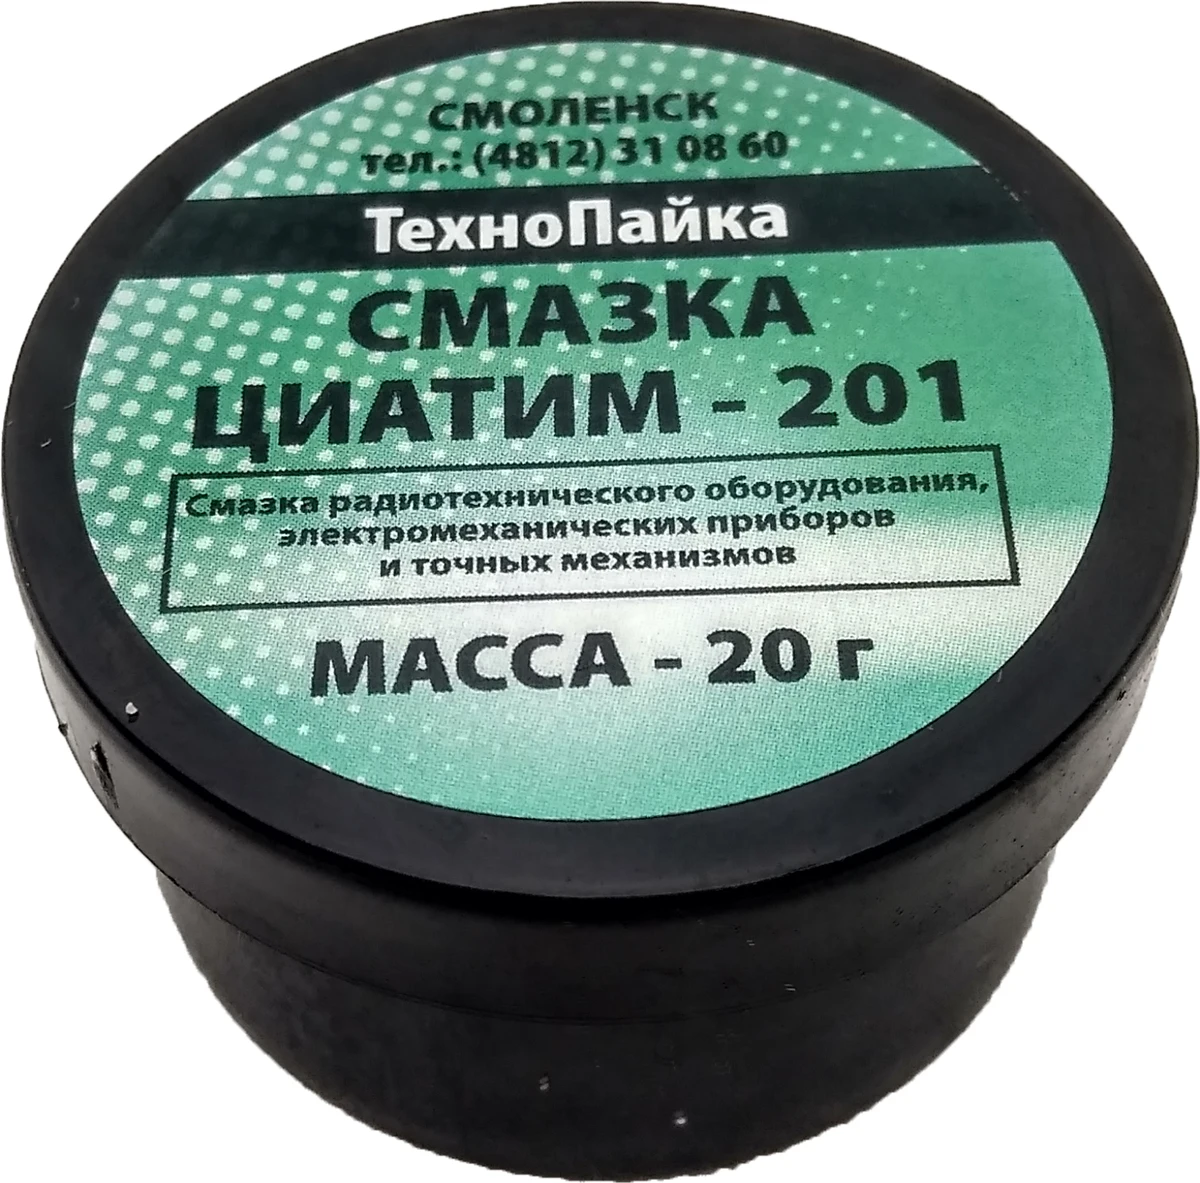 СМОЛЕНСК
тел.: (4812) 31 08 60
ТехноПайка
СМАЗКА
ЦИАТИМ - 201
Смазка радиотехнического оборудования,
электромеханических приборов
и точных механизмов
МАССА - 20 г